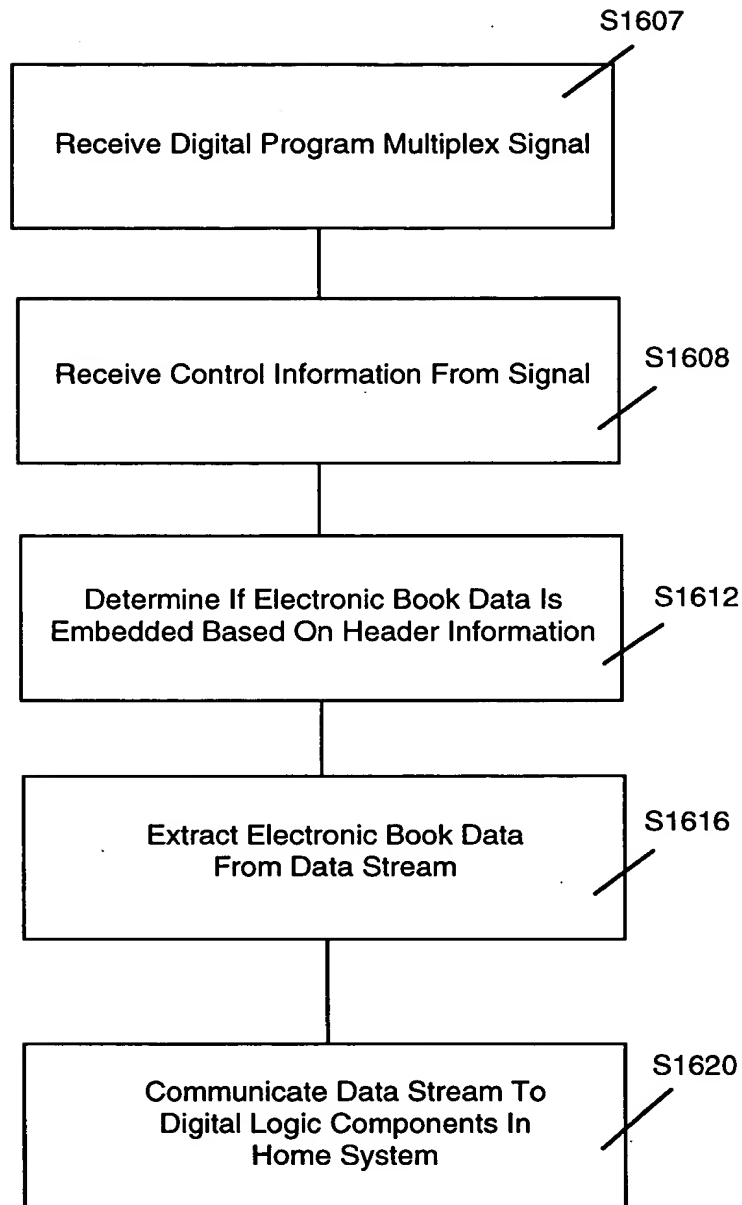 S1607
Receive Digital Program Multiplex Signal
Receive Control Information From Signal
S1608
Determine If Electronic Book Data Is
Embedded Based On Header Information
S1612
Extract Electronic Book Data
From Data Stream
S1616
Communicate Data Stream To
Digital Logic Components In
Home System
S1620